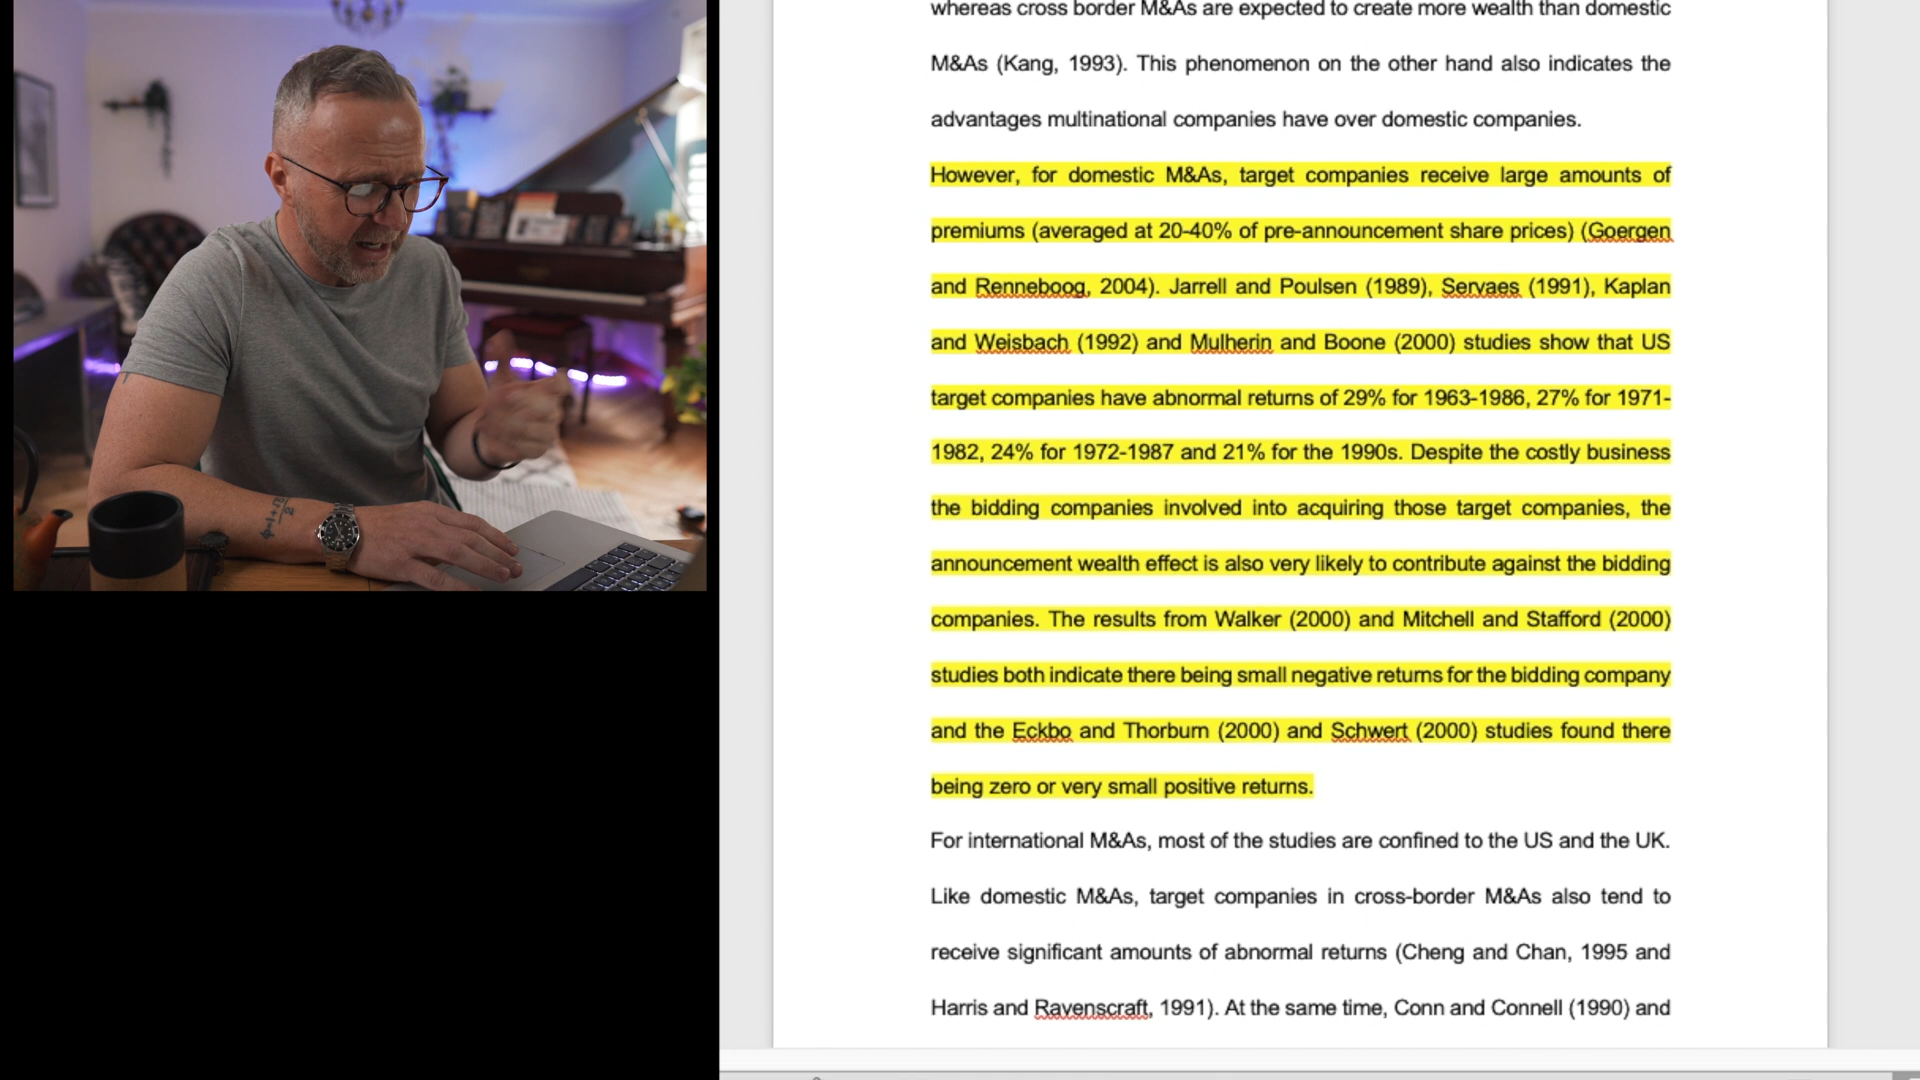 whereas cross border M&As are expected to create more wealth than domestic
M&As (Kang, 1993). This phenomenon on the other hand also indicates the
advantages multinational companies have over domestic companies.
However, for domestic M&As, target companies receive large amounts of
premiums (averaged at 20-40% of pre-announcement share prices) (Goergen
and Renneboog, 2004). Jarrell and Poulsen (1989), Servaes (1991), Kaplan
and Weisbach (1992) and Mulherin and Boone (2000) studies show that US
target companies have abnormal returns of 29% for 1963-1986, 27% for 1971-
1982, 24% for 1972-1987 and 21% for the 1990s. Despite the costly business
the bidding companies involved into acquiring those target companies, the
announcement wealth effect is also very likely to contribute against the bidding
companies. The results from Walker (2000) and Mitchell and Stafford (2000)
studies both indicate there being small negative returns for the bidding company
and the Eckbo and Thorburn (2000) and Schwert (2000) studies found there
being zero or very small positive returns.
For international M&As, most of the studies are confined to the US and the UK.
Like domestic M&As, target companies in cross-border M&As also tend to
receive significant amounts of abnormal returns (Cheng and Chan, 1995 and
Harris and Ravenscraft, 1991). At the same time, Conn and Connell (1990) and